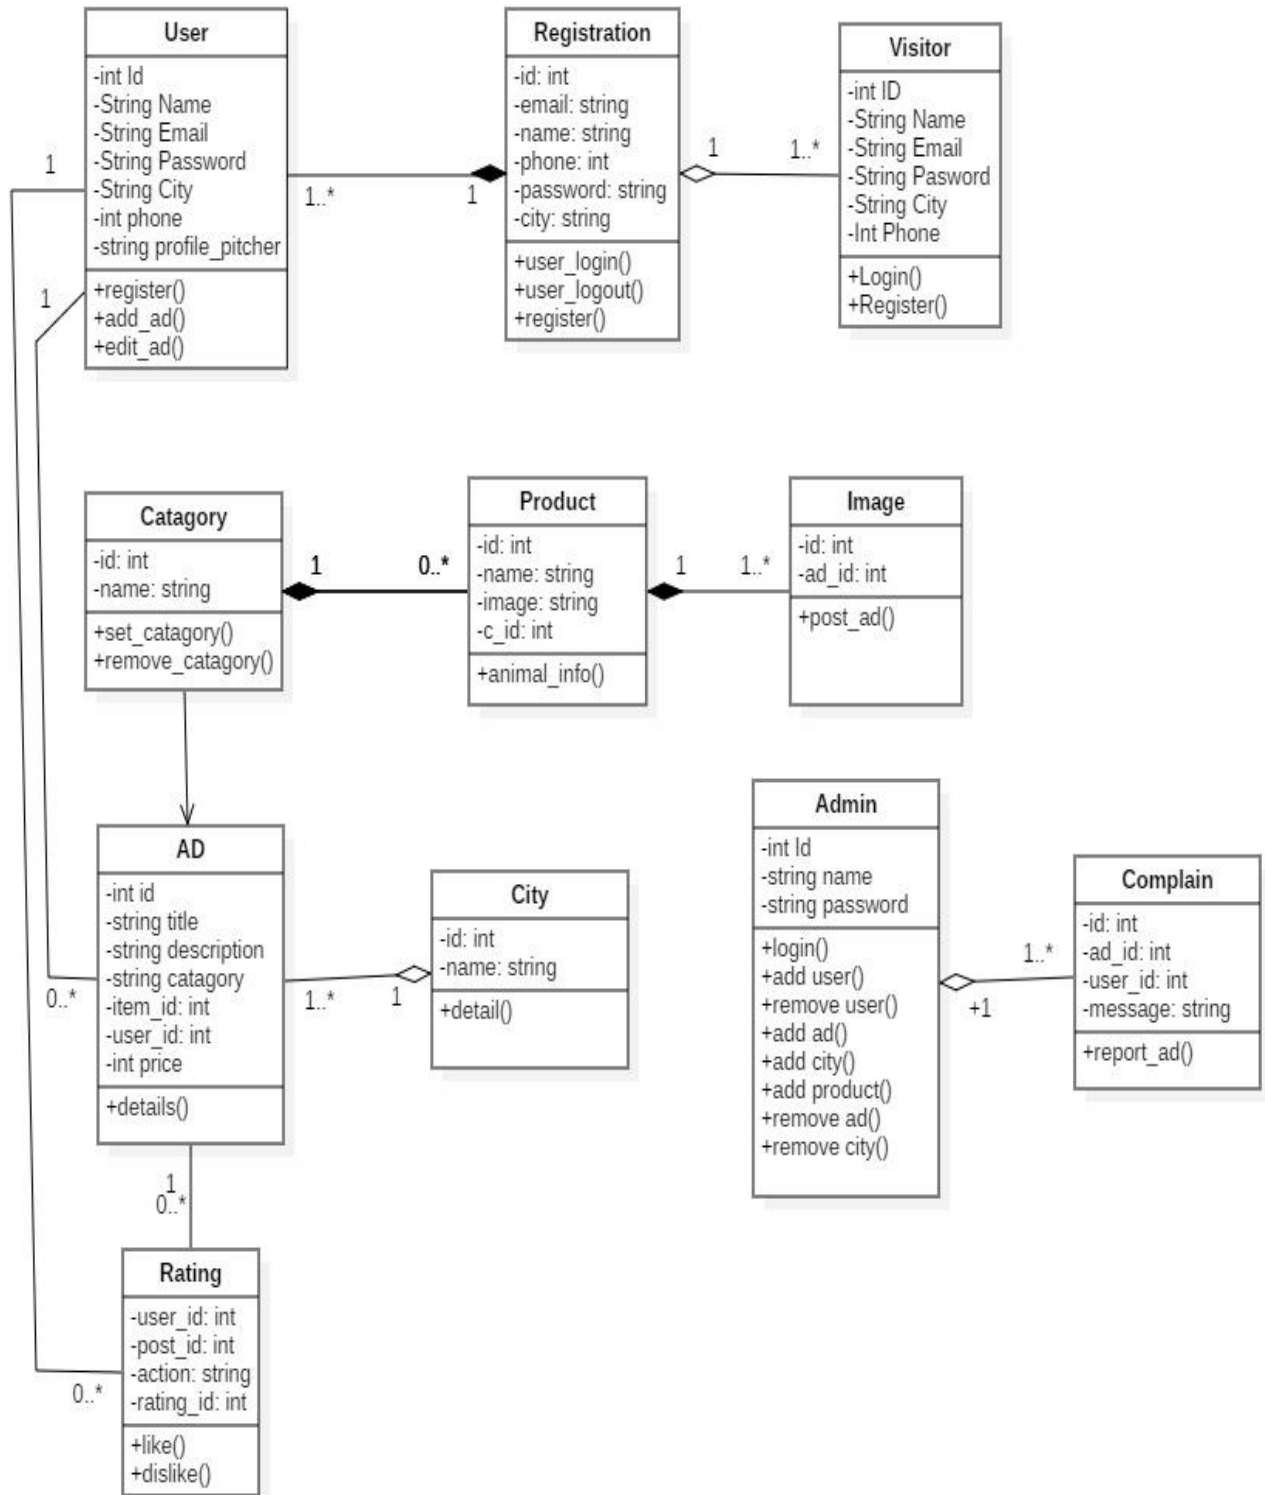 User
-int Id
-String Name
-String Email
-String Password
-String City
-int phone
-string profile_pitcher
+register()
+add_ad()
+edit_ad()
1
1
1..*
1
Registration
-id: int
-email: string
-name: string
-phone: int
-password: string
-city: string
+user_login()
+user_logout()
+register()
1
1..*
Visitor
-int ID
-String Name
-String Email
-String Pasword
-String City
-Int Phone
+Login()
+Register()
Catagory
-id: int
-name: string
+set_catagory()
+remove_catagory()
1
0..*
Product
-id: int
-name: string
-image: string
-c_id: int
+animal_info()
1
1..*
Image
-id: int
-ad_id: int
+post_ad()
AD
-int id
-string title
-string description
-string catagory
-item_id: int
-user_id: int
-int price
+details()
0..*
1..*
1
City
-id: int
-name: string
+detail()
Admin
-int Id
-string name
-string password
+login()
+add user()
+remove user()
+add ad()
+add city()
+add product()
+remove ad()
+remove city()
1..*
+1
Complain
-id: int
-ad_id: int
-user_id: int
-message: string
+report_ad()
1
0..*
Rating
-user_id: int
-post_id: int
-action: string
-rating_id: int
+like()
+dislike()
0..*